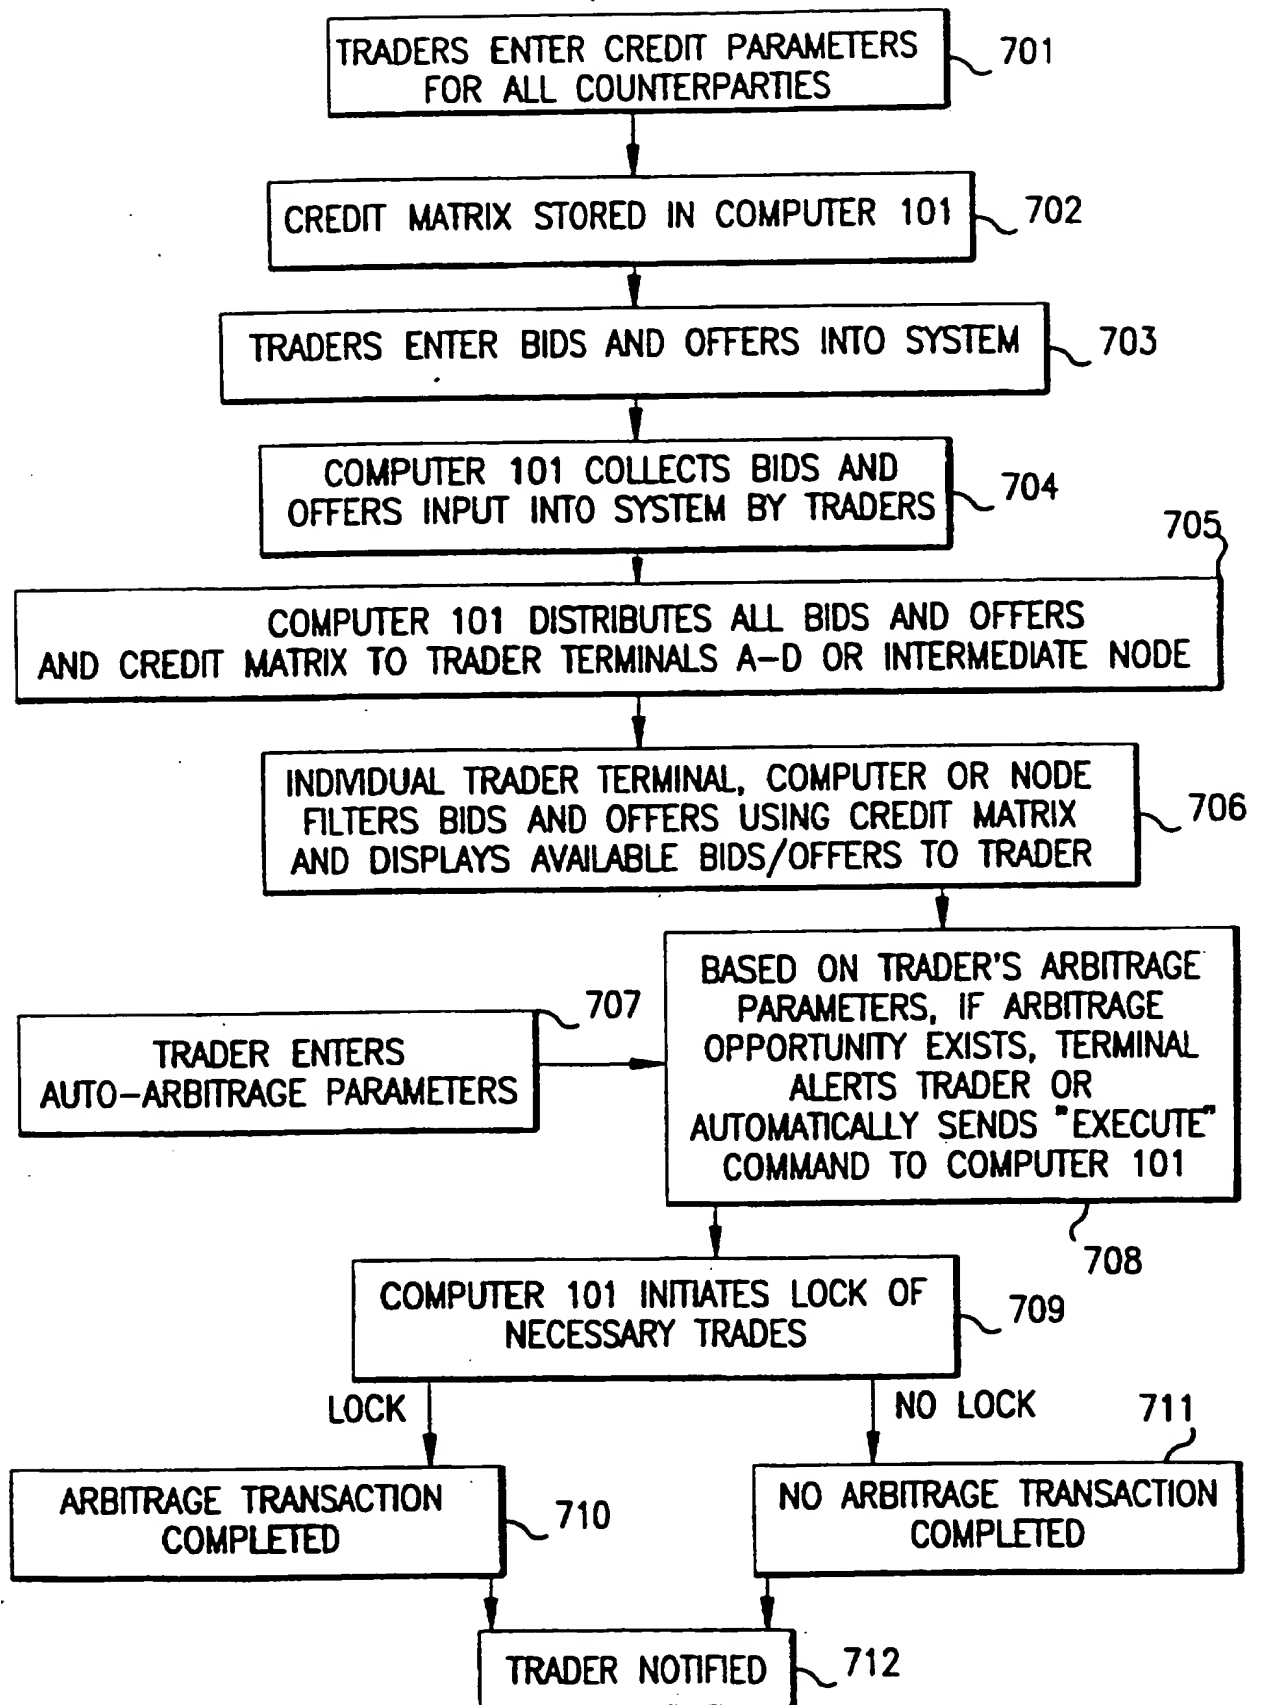 TRADERS ENTER CREDIT PARAMETERS
FOR ALL COUNTERPARTIES
701
CREDIT MATRIX STORED IN COMPUTER 101
702
TRADERS ENTER BIDS AND OFFERS INTO SYSTEM
703
COMPUTER 101 COLLECTS BIDS AND
OFFERS INPUT INTO SYSTEM BY TRADERS
704
705
COMPUTER 101 DISTRIBUTES ALL BIDS AND OFFERS
AND CREDIT MATRIX TO TRADER TERMINALS A-D OR INTERMEDIATE NODE
INDIVIDUAL TRADER TERMINAL, COMPUTER OR NODE
FILTERS BIDS AND OFFERS USING CREDIT MATRIX
AND DISPLAYS AVAILABLE BIDS/OFFERS TO TRADER
706
707
TRADER ENTERS
AUTO-ARBITRAGE PARAMETERS
BASED ON TRADER'S ARBITRAGE
PARAMETERS, IF ARBITRAGE
OPPORTUNITY EXISTS, TERMINAL
ALERTS TRADER OR
AUTOMATICALLY SENDS "EXECUTE"
COMMAND TO COMPUTER 101
708
COMPUTER 101 INITIATES LOCK OF
NECESSARY TRADES
709
LOCK
NO LOCK
711
ARBITRAGE TRANSACTION
COMPLETED
710
NO ARBITRAGE TRANSACTION
COMPLETED
TRADER NOTIFIED
712